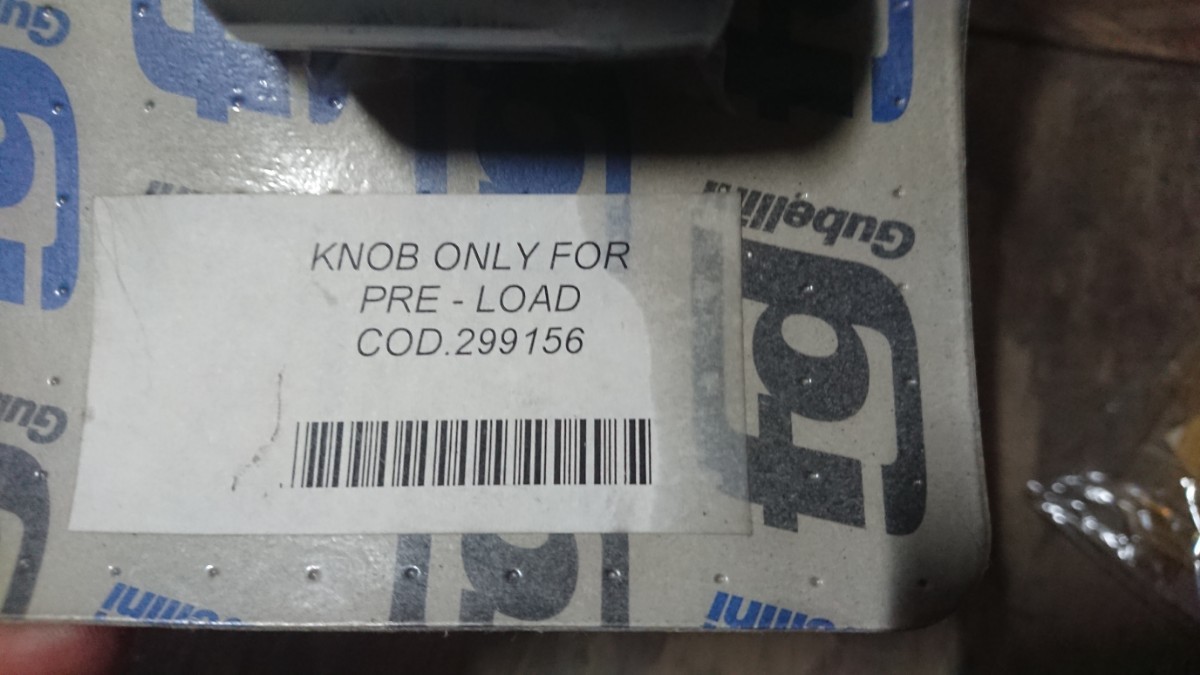 KNOB ONLY FOR
PRE - LOAD
COD.299156
Gubellini